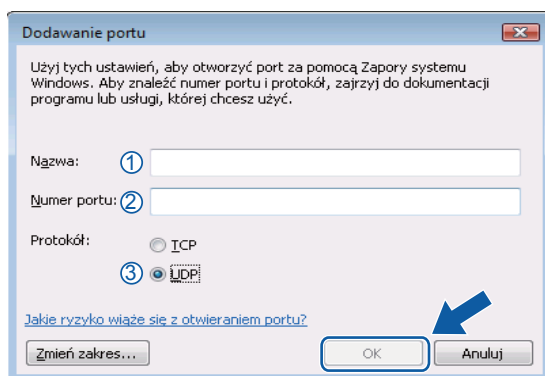 Dodawanie portu
Użyj tych ustawień, aby otworzyć port za pomocą Zapory systemu
Windows. Aby znaleźć numer portu i protokół, zajrzyj do dokumentacji
programu lub usługi, której chcesz użyć.
Nazwa: 1
Numer portu: 2
Protokół: TCP
3 UDP
Jakie ryzyko wiąże się z otwieraniem portu?
Zmień zakres... OK Anuluj